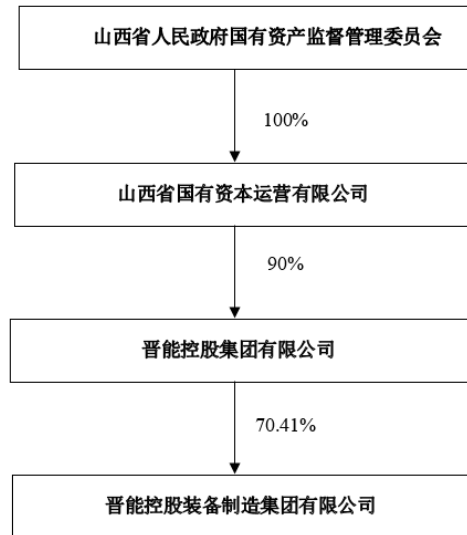 山西省人民政府国有资产监督管理委员会
100%
山西省国有资本运营有限公司
90%
晋能控股集团有限公司
70.41%
晋能控股装备制造集团有限公司